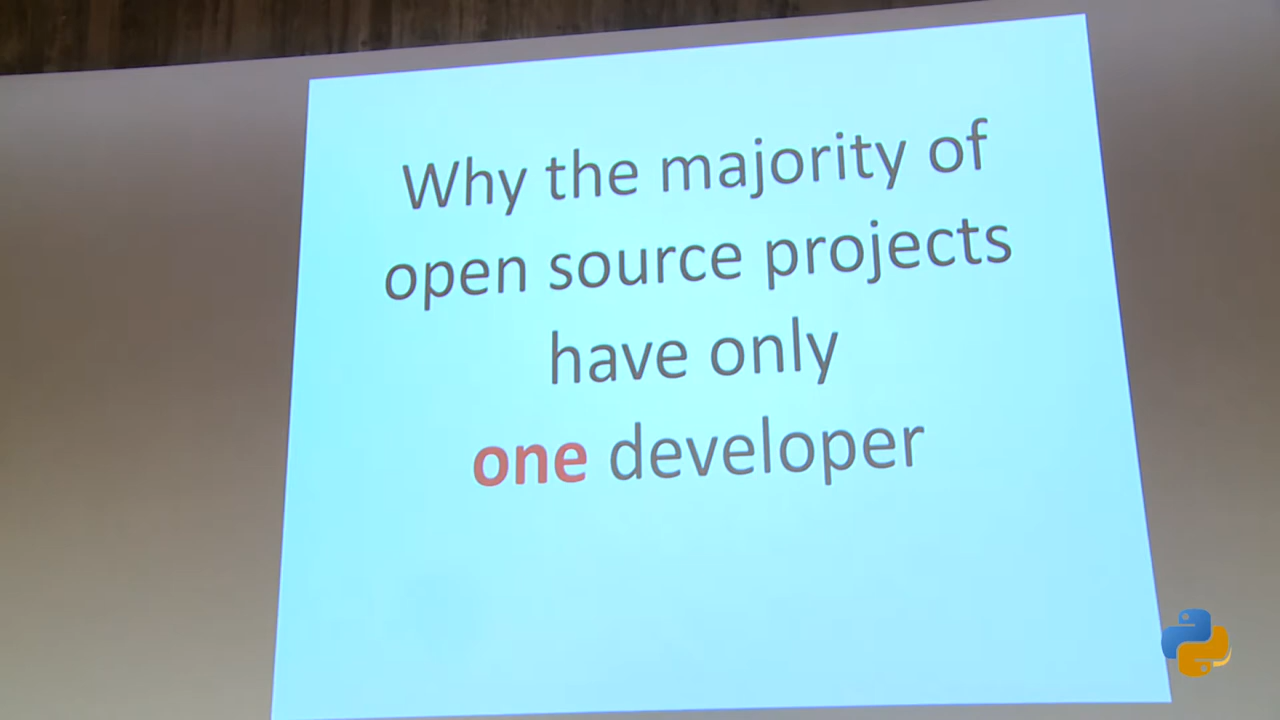 Why the majority of
open source projects
have only
one developer